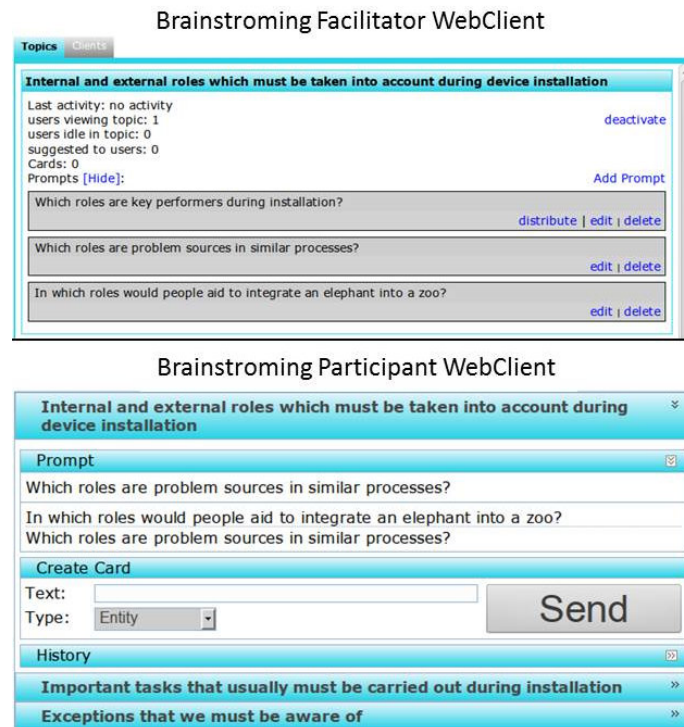 Brainstroming Facilitator WebClient
Topics Clients
Internal and external roles which must be taken into account during device installation
Last activity: no activity
users viewing topic: 1
deactivate
users idle in topic: 0
suggested to users: 0
Cards: 0
Prompts [Hide]:
Add Prompt
Which roles are key performers during installation?
distribute | edit | delete
Which roles are problem sources in similar processes?
edit | delete
In which roles would people aid to integrate an elephant into a zoo?
edit | delete
Brainstroming Participant WebClient
Internal and external roles which must be taken into account during
device installation
Prompt
Which roles are problem sources in similar processes?
In which roles would people aid to integrate an elephant into a zoo?
Which roles are problem sources in similar processes?
Create Card
Text:
Type: Entity
Send
History
Important tasks that usually must be carried out during installation
Exceptions that we must be aware of